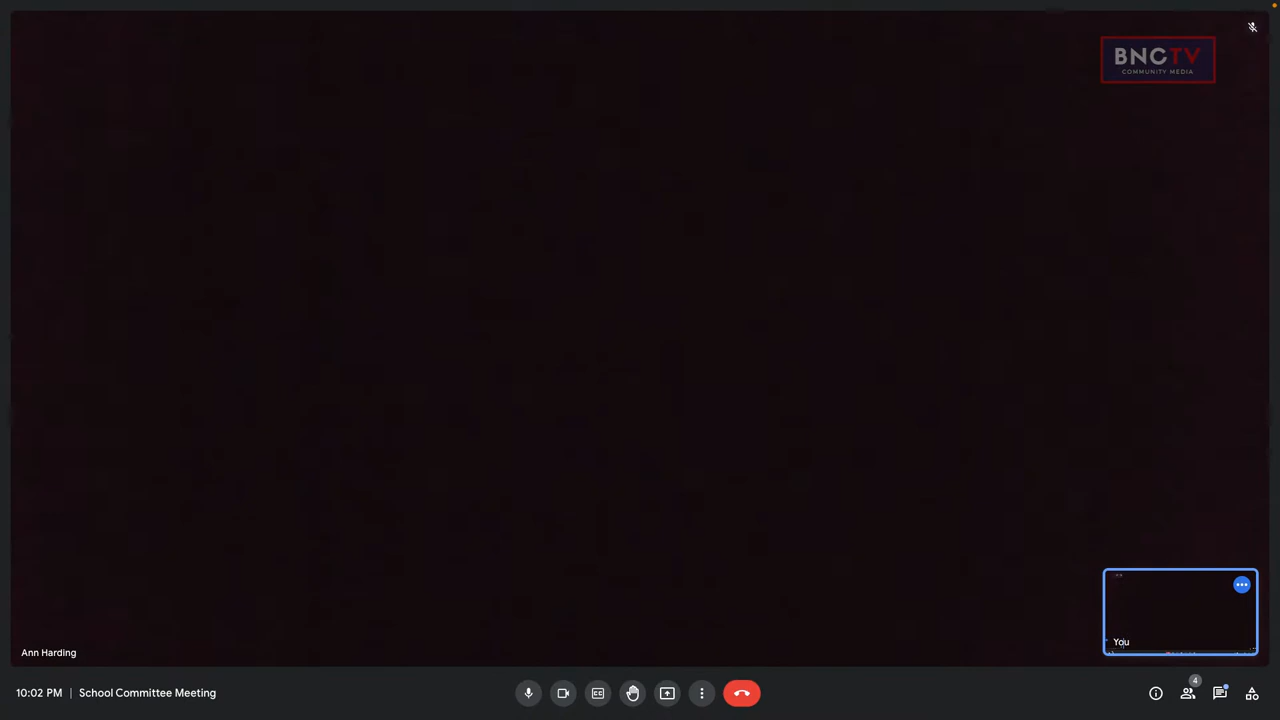 BNCTV
COMMUNITY MEDIA
You
Ann Harding
10:02 PM | School Committee Meeting
4